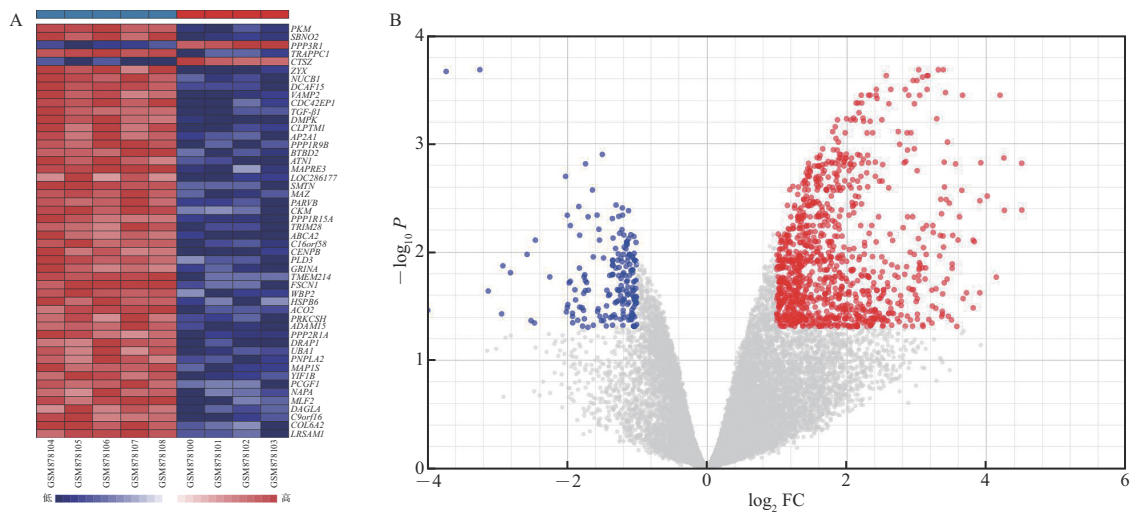 A
PKM
SBNO2
PPP3R1
TRAPPC1
CTSZ
ZYX
NUCB1
DCAF15
VAMP2
CDC42EP1
TGF-β1
DMPK
CLPTMI
AP2A1
PPP1R9B
BTBD2
ATN1
MAPRE3
LOC286177
SMTN
MAZ
PARVB
CKM
PPP1R15A
TRIM28
ABCA2
C16orf58
CENPB
PLD3
GRINA
TMEM214
FSCN1
WBP2
HSPB6
ACO2
PRKCSH
ADAM15
PPP2R1A
DRAP1
UBA1
PNPLA2
MAP1S
YIF1B
PCGF1
NAPA
MLF2
DAGLA
C9orf16
COL6A2
LRSAM1
GSM878104
GSM878105
GSM878106
GSM878107
GSM878108
GSM878100
GSM878101
GSM878102
GSM878103
低 高
B
4
3
2
1
0
−log₁₀ P
−4 −2 0 2 4 6
log₂ FC